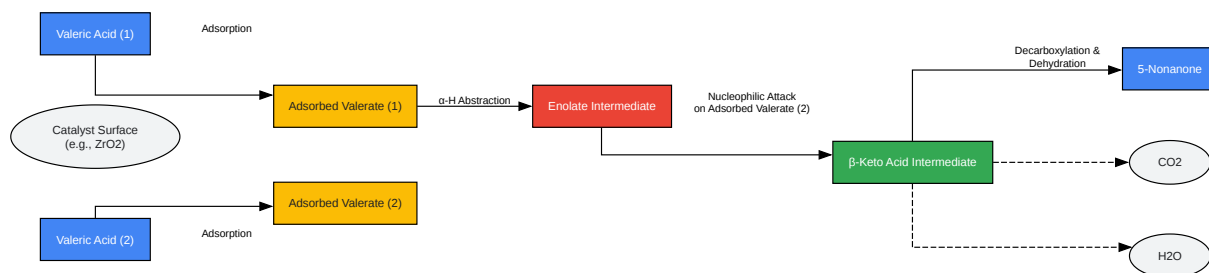 Valeric Acid (1)
Adsorption
Decarboxylation &
Dehydration
5-Nonanone
Adsorbed Valerate (1)
α-H Abstraction
Enolate Intermediate
Nucleophilic Attack
on Adsorbed Valerate (2)
Catalyst Surface
(e.g., ZrO2)
β-Keto Acid Intermediate
CO2
Adsorbed Valerate (2)
Valeric Acid (2)
Adsorption
H2O